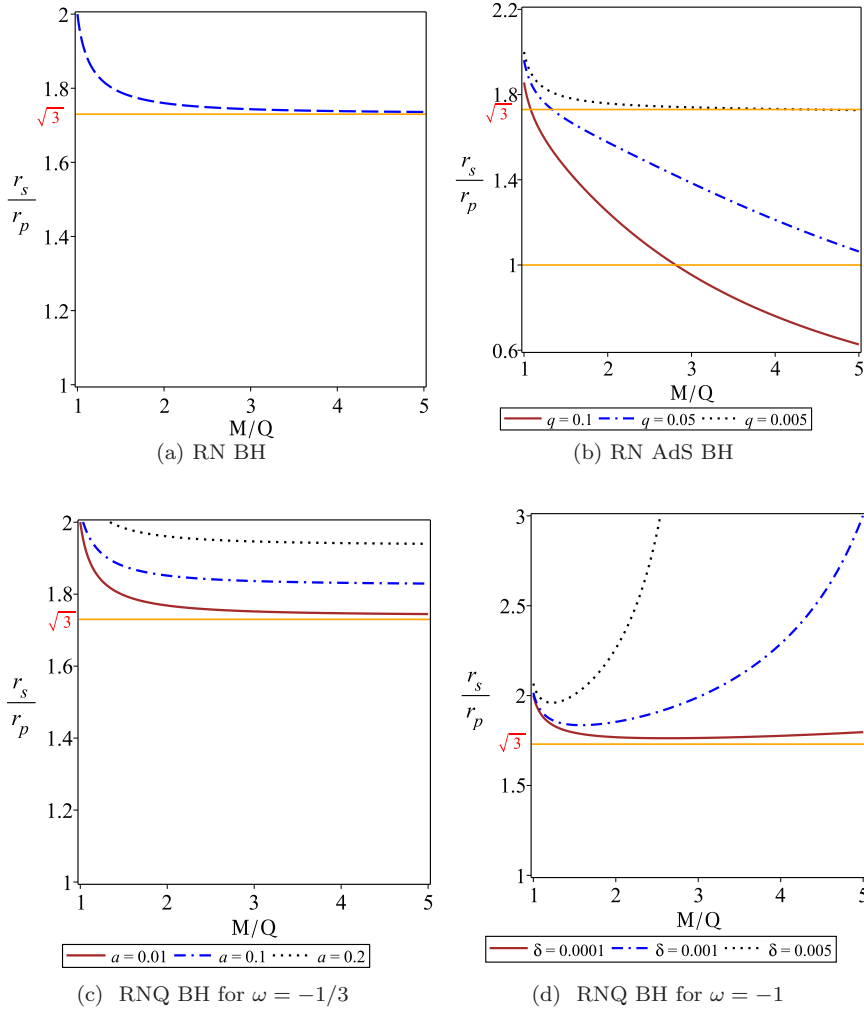 2
1.8
√3
1.6
r_s
r_p
1.4
1.2
1
1 2 3 4 5
M/Q
(a) RN BH
2.2
1.8
√3
1.4
r_s
r_p
1
0.6
1 2 3 4 5
M/Q
q = 0.1 q = 0.05 q = 0.005
(b) RN AdS BH
2
1.8
√3
1.6
r_s
r_p
1.4
1.2
1
1 2 3 4 5
M/Q
a = 0.01 a = 0.1 a = 0.2
(c) RNQ BH for ω = −1/3
3
2.5
2
r_s
r_p
√3
1.5
1
1 2 3 4 5
M/Q
δ = 0.0001 δ = 0.001 δ = 0.005
(d) RNQ BH for ω = −1